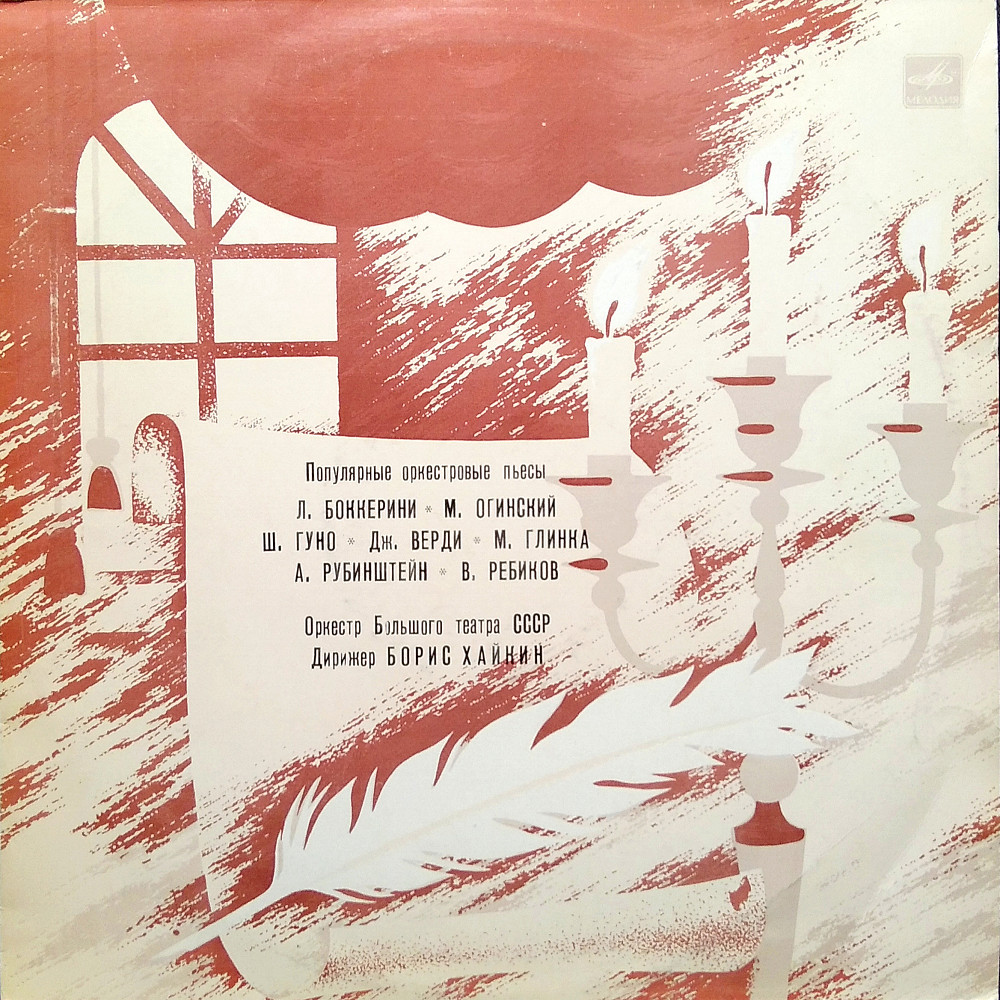 МЕЛОДИЯ
Популярные оркестровые пьесы
Л. БОККЕРИНИ * М. ОГИНСКИЙ
Ш. ГУНО * Дж. ВЕРДИ * М. ГЛИНКА
А. РУБИНШТЕЙН * В. РЕБИКОВ
Оркестр Большого театра СССР
Дирижер БОРИС ХАЙКИН